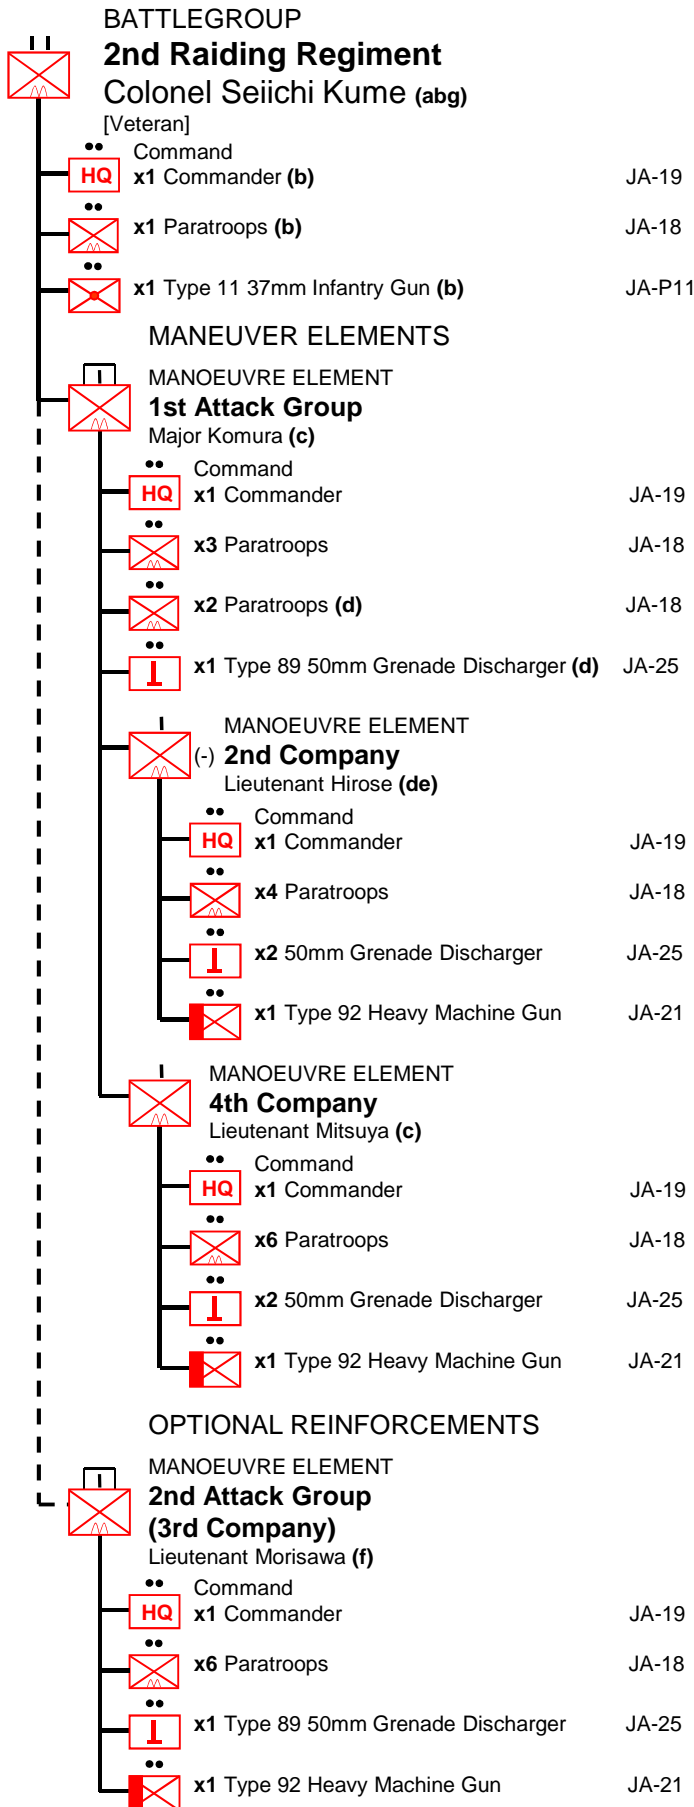 BATTLEGROUP
2nd Raiding Regiment
Colonel Seiichi Kume (abg)
[Veteran]
Command
HQ x1 Commander (b) JA-19
x1 Paratroops (b) JA-18
x1 Type 11 37mm Infantry Gun (b) JA-P11
MANEUVER ELEMENTS
MANOEUVRE ELEMENT
1st Attack Group
Major Komura (c)
Command
HQ x1 Commander JA-19
x3 Paratroops JA-18
x2 Paratroops (d) JA-18
x1 Type 89 50mm Grenade Discharger (d) JA-25
MANOEUVRE ELEMENT
(-) 2nd Company
Lieutenant Hirose (de)
Command
HQ x1 Commander JA-19
x4 Paratroops JA-18
x2 50mm Grenade Discharger JA-25
x1 Type 92 Heavy Machine Gun JA-21
MANOEUVRE ELEMENT
4th Company
Lieutenant Mitsuya (c)
Command
HQ x1 Commander JA-19
x6 Paratroops JA-18
x2 50mm Grenade Discharger JA-25
x1 Type 92 Heavy Machine Gun JA-21
OPTIONAL REINFORCEMENTS
MANOEUVRE ELEMENT
2nd Attack Group
(3rd Company)
Lieutenant Morisawa (f)
Command
HQ x1 Commander JA-19
x6 Paratroops JA-18
x1 Type 89 50mm Grenade Discharger JA-25
x1 Type 92 Heavy Machine Gun JA-21